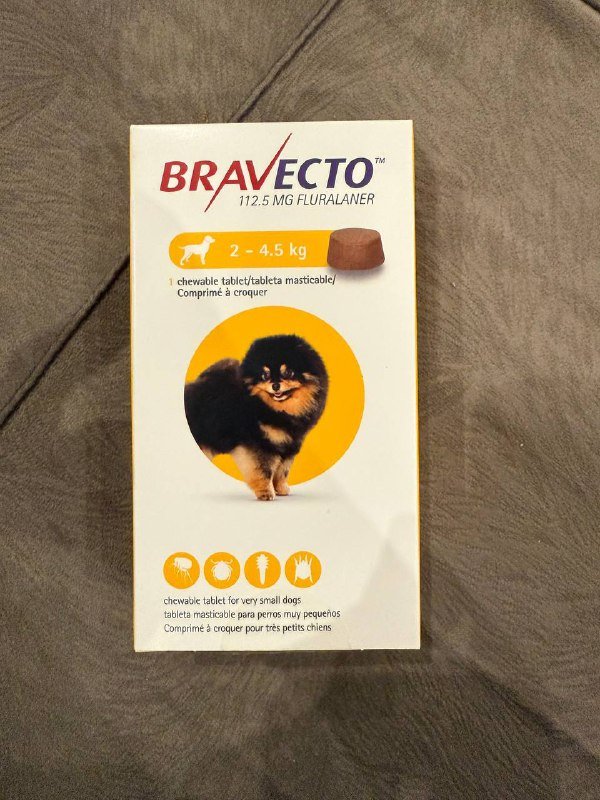 BRAVECTO™
112.5 MG FLURALANER
2 - 4.5 kg
1 chewable tablet/tableta masticable/
Comprimé à croquer
chewable tablet for very small dogs
tableta masticable para perros muy pequeños
Comprimé à croquer pour très petits chiens